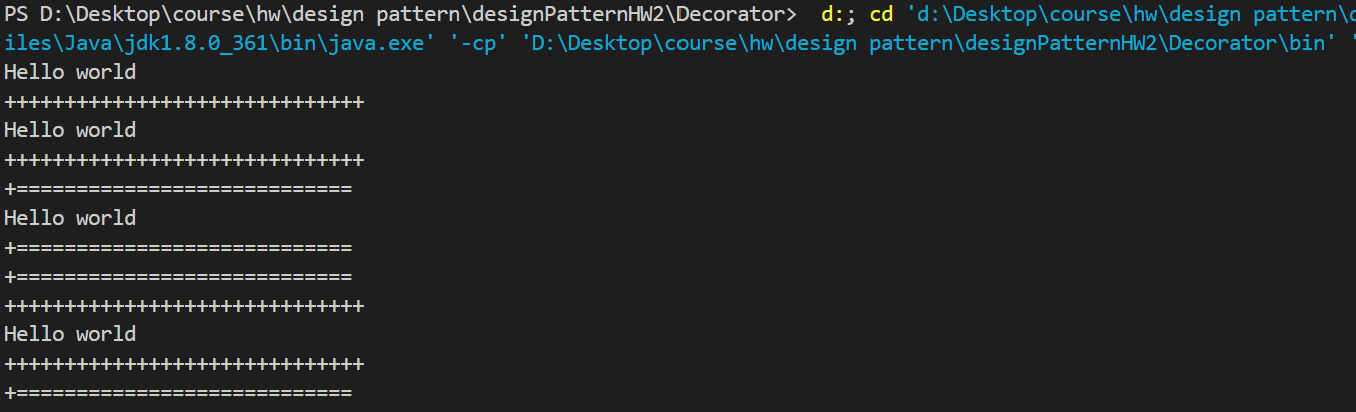 PS D:\Desktop\course\hw\design pattern\designPatternHW2\Decorator>  d:; cd 'd:\Desktop\course\hw\design pattern\
iles\Java\jdk1.8.0_361\bin\java.exe' '-cp' 'D:\Desktop\course\hw\design pattern\designPatternHW2\Decorator\bin' '
Hello world
++++++++++++++++++++++++++++++
Hello world
++++++++++++++++++++++++++++++
+============================
Hello world
+============================
+============================
++++++++++++++++++++++++++++++
Hello world
++++++++++++++++++++++++++++++
+============================